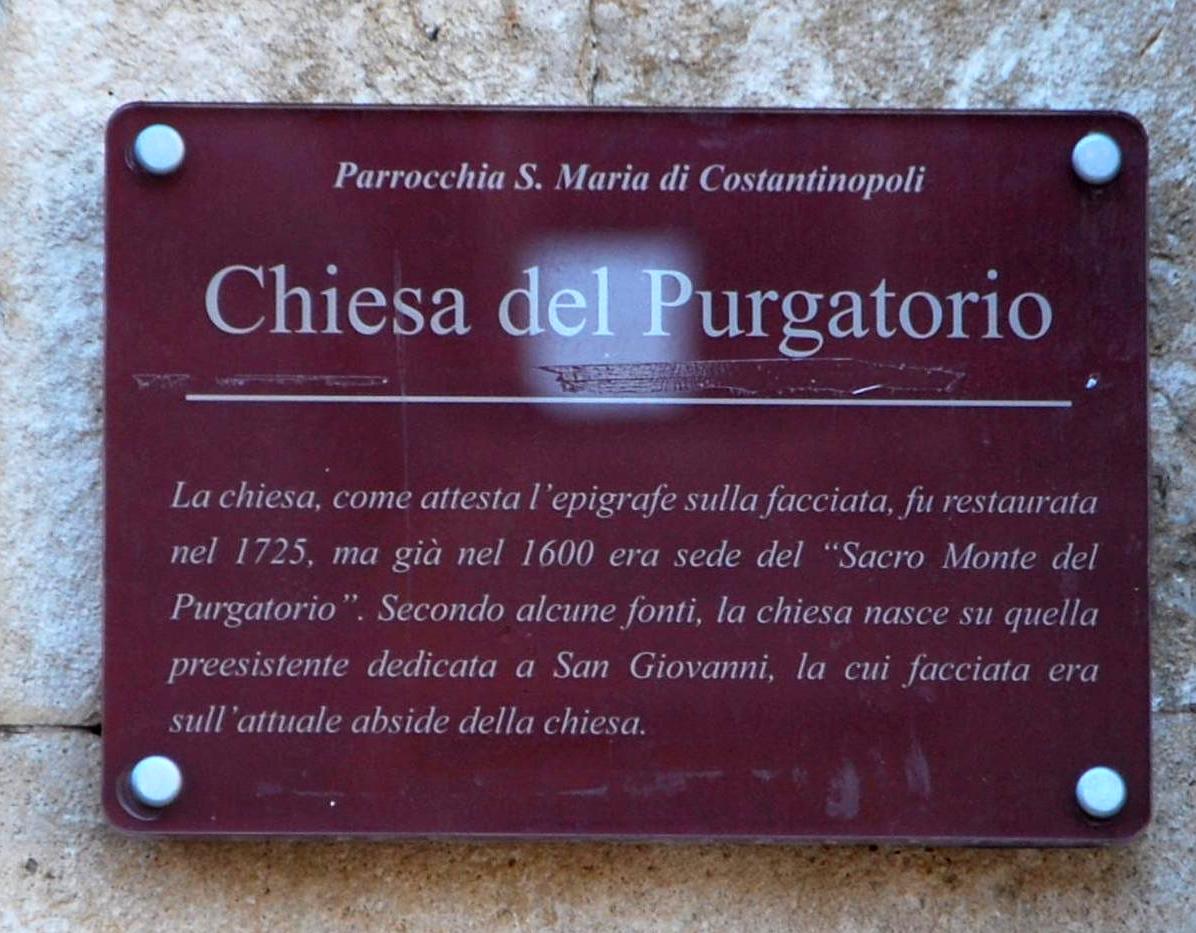 Parrocchia S. Maria di Costantinopoli
Chiesa del Purgatorio
La chiesa, come attesta l'epigrafe sulla facciata, fu restaurata
nel 1725, ma già nel 1600 era sede del “Sacro Monte del
Purgatorio”. Secondo alcune fonti, la chiesa nasce su quella
preesistente dedicata a San Giovanni, la cui facciata era
sull'attuale abside della chiesa.